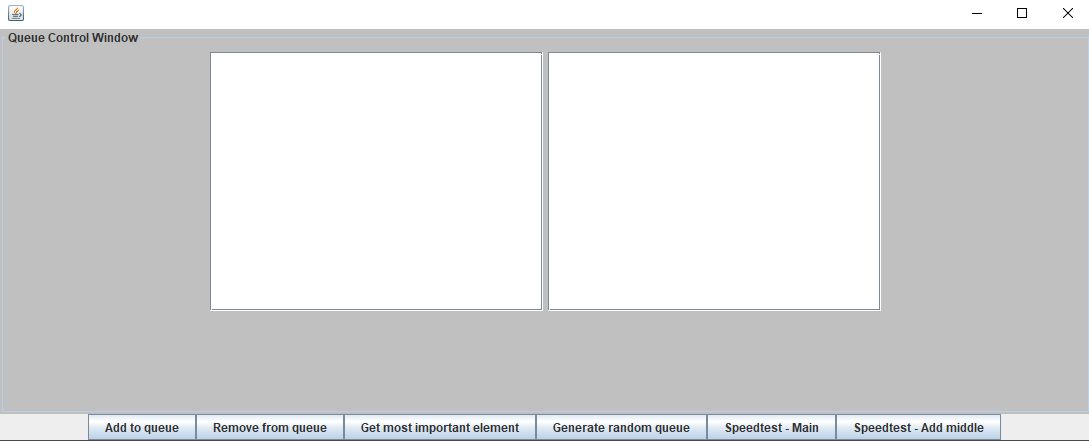 Queue Control Window
Add to queue Remove from queue Get most important element Generate random queue Speedtest - Main Speedtest - Add middle